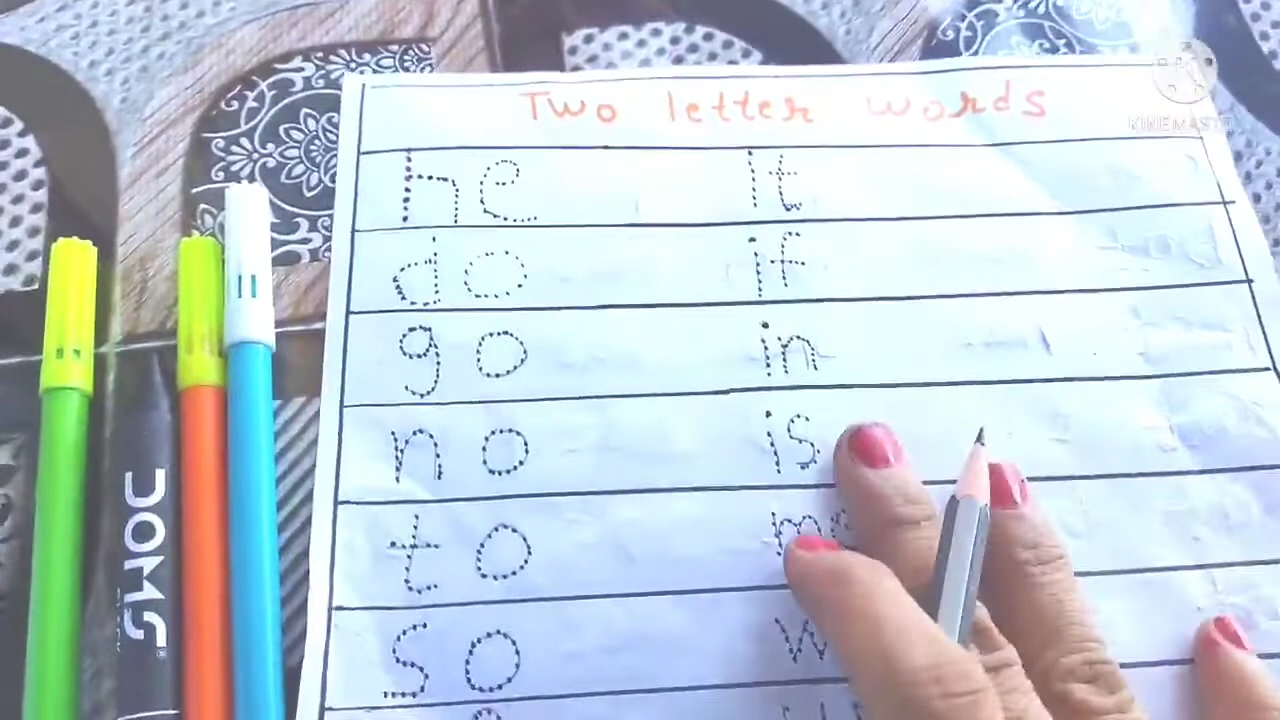 Two letter words
he It
do if
go in
no is
to
so
DOMS
KINEMASTER